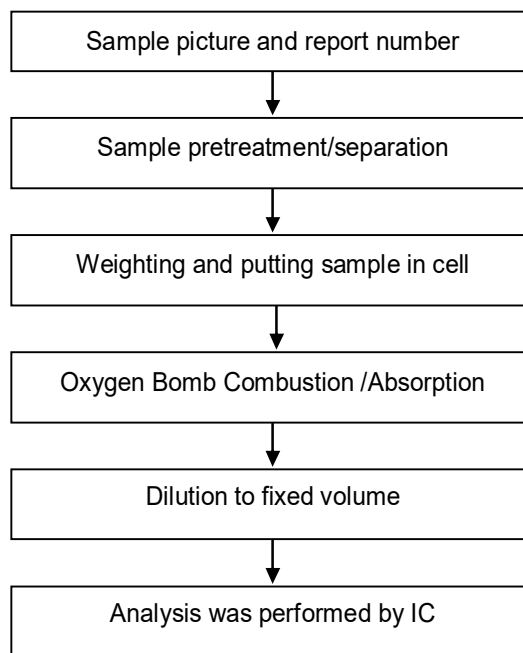 Sample picture and report number
Sample pretreatment/separation
Weighting and putting sample in cell
Oxygen Bomb Combustion /Absorption
Dilution to fixed volume
Analysis was performed by IC